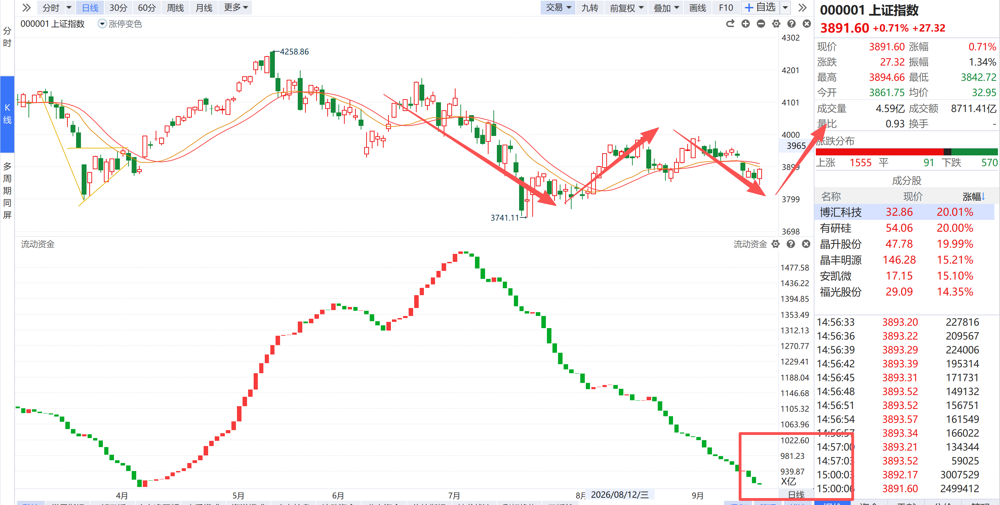 分时 日线 30分 60分 周线 月线 更多 交易 九转 前复权 叠加 画线 F10 自选
000001 上证指数 涨停变色
分时
K线
多周期同屏
4258.86
3741.11
4302
4201
4101
4000
3965
3899
3799
3698
流动资金 流动资金
1477.58
1436.22
1394.85
1353.49
1312.13
1270.77
1229.41
1188.04
1146.68
1105.32
1063.96
1022.60
981.23
939.87
X亿
4月 5月 6月 7月 8月 2026/08/12/三 9月 日线
000001 上证指数
3891.60 +0.71% +27.32
现价 3891.60 涨幅 0.71%
涨跌 27.32 振幅 1.34%
最高 3894.66 最低 3842.72
今开 3861.75 均价 32.95
成交量 4.59亿 成交额 8711.41亿
量比 0.93 换手 -
涨跌分布
上涨 1555 平 91 下跌 570
成分股
名称 现价 涨幅↓
博汇科技 32.86 20.01%
有研硅 54.06 20.00%
晶升股份 47.78 19.99%
晶丰明源 146.28 15.21%
安凯微 17.15 15.10%
福光股份 29.09 14.35%
14:56:33 3893.20 227816
14:56:36 3893.22 209567
14:56:39 3893.29 224006
14:56:42 3893.39 195314
14:56:45 3893.31 171731
14:56:48 3893.52 149132
14:56:51 3893.52 156751
14:56:54 3893.57 161549
14:56:57 3893.34 166022
14:57:00 3893.21 134344
14:57:03 3893.52 59025
15:00:03 3892.17 3007529
15:00:06 3891.60 2499412